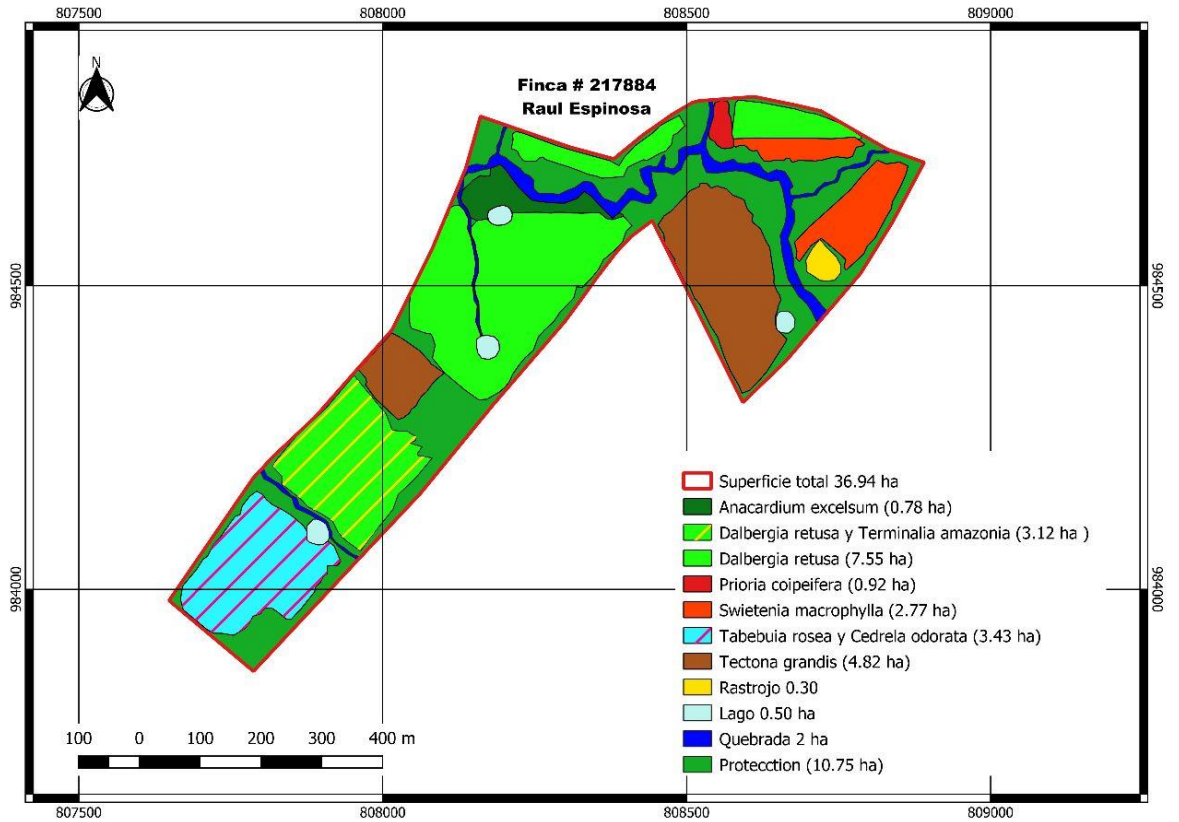 807500 808000 808500 809000
N
Finca # 217884
Raul Espinosa
984500 984500
Superficie total 36.94 ha
Anacardium excelsum (0.78 ha)
Dalbergia retusa y Terminalia amazonia (3.12 ha )
Dalbergia retusa (7.55 ha)
Prioria coipeifera (0.92 ha)
Swietenia macrophylla (2.77 ha)
Tabebuia rosea y Cedrela odorata (3.43 ha)
Tectona grandis (4.82 ha)
Rastrojo 0.30
Lago 0.50 ha
Quebrada 2 ha
Protecction (10.75 ha)
984000 984000
100 0 100 200 300 400 m
807500 808000 808500 809000